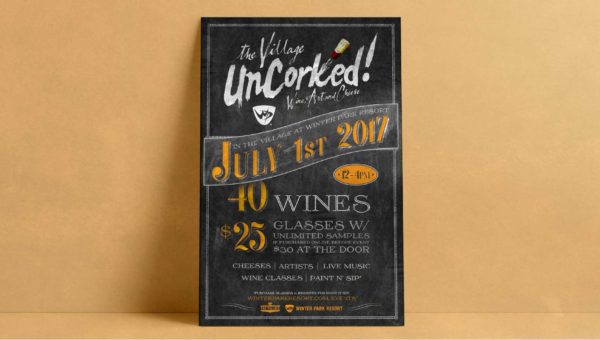 the Village
UnCorked!
Wine, Art and Cheese
IN THE VILLAGE AT WINTER PARK RESORT
JULY 1ST 2017
12-4PM
40 WINES
$25 GLASSES W/
UNLIMITED SAMPLES
IF PURCHASED ONLINE BEFORE EVENT
$30 AT THE DOOR
CHEESES | ARTISTS | LIVE MUSIC
WINE CLASSES | PAINT N' SIP*
WINTERPARKRESORT.COM/EVENTS
WINTER PARK RESORT